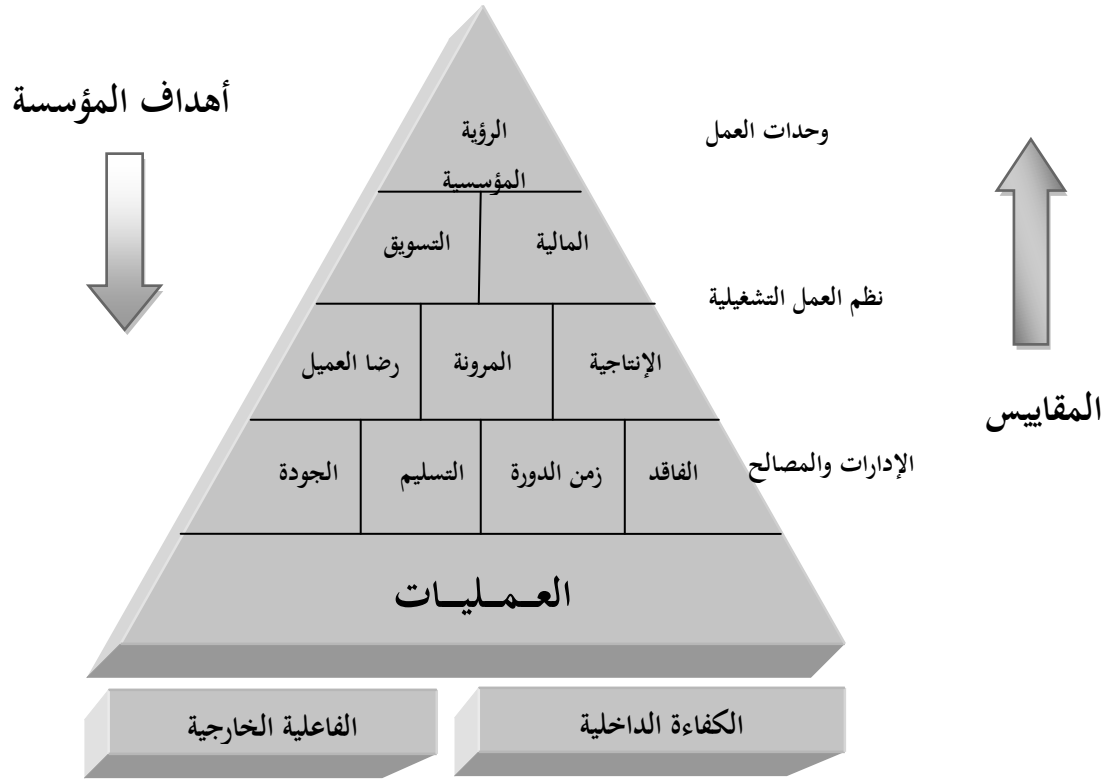 أهداف المؤسسة
الرؤية
المؤسسية
وحدات العمل
المالية
التسويق
نظم العمل التشغيلية
الإنتاجية
المرونة
رضا العميل
المقاييس
الإدارات والمصالح
الفاقد
زمن الدورة
التسليم
الجودة
العـمـليـات
الكفاءة الداخلية
الفاعلية الخارجية